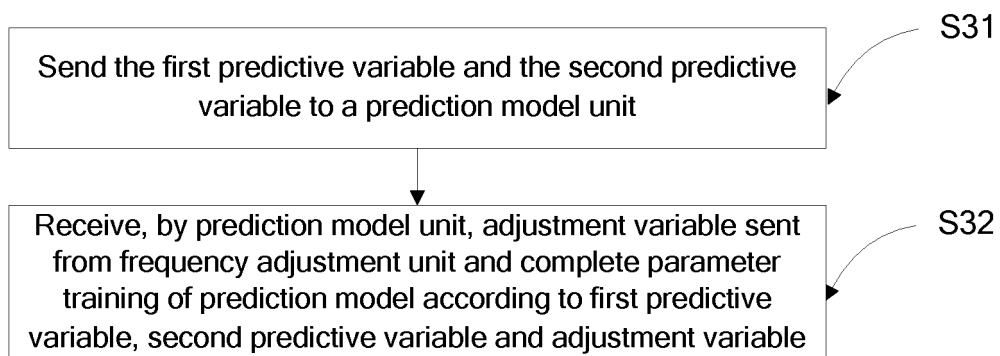 S31
Send the first predictive variable and the second predictive
variable to a prediction model unit
S32
Receive, by prediction model unit, adjustment variable sent
from frequency adjustment unit and complete parameter
training of prediction model according to first predictive
variable, second predictive variable and adjustment variable